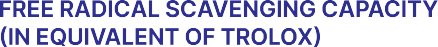 FREE RADICAL SCAVENGING CAPACITY
(IN EQUIVALENT OF TROLOX)